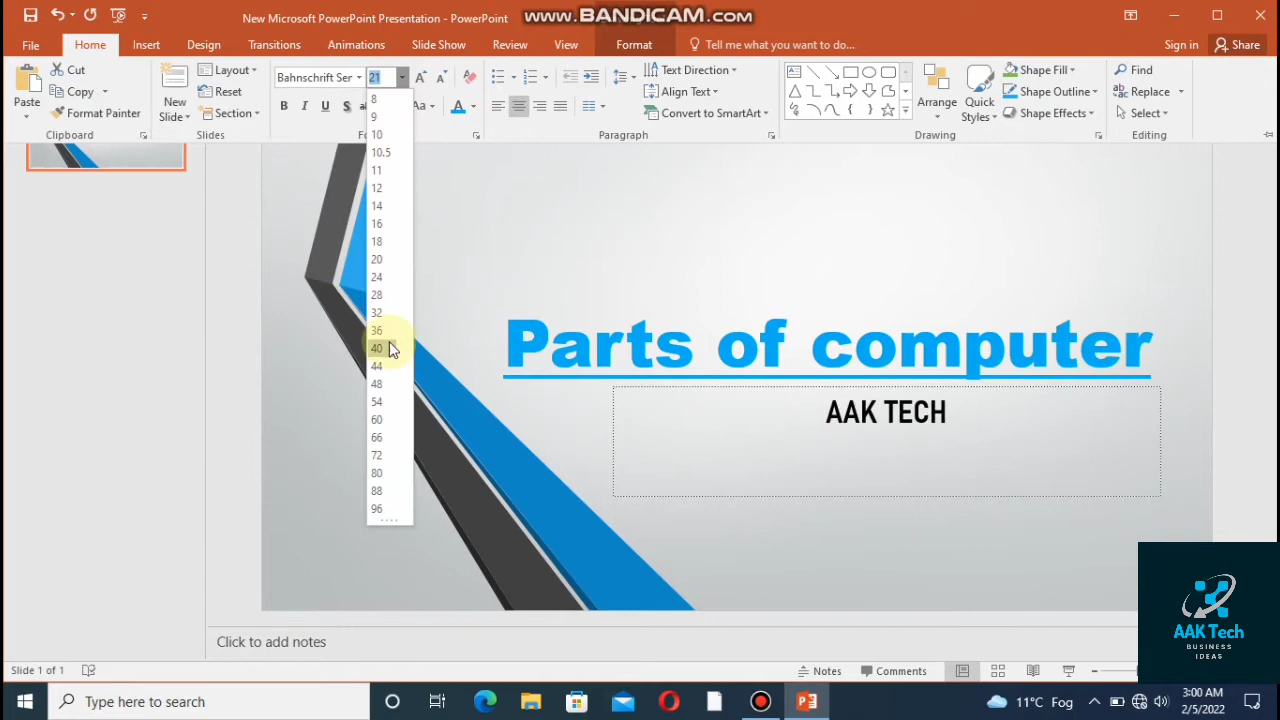 New Microsoft PowerPoint Presentation - PowerPoint
www.BANDICAM.com
File Home Insert Design Transitions Animations Slide Show Review View Format Tell me what you want to do... Sign in Share
Paste
Cut
Copy
Format Painter
Clipboard
New Slide
Layout
Reset
Section
Slides
Bahnschrift Ser 21
B I U S
Aa A
Text Direction
Align Text
Convert to SmartArt
Paragraph
Arrange
Quick Styles
Shape Fill
Shape Outline
Shape Effects
Drawing
Find
Replace
Select
Editing
8
9
10
10.5
11
12
14
16
18
20
24
28
32
36
40
44
48
54
60
66
72
80
88
96
Parts of computer
AAK TECH
Click to add notes
AAK Tech
BUSINESS
IDEAS
Slide 1 of 1 Notes Comments
Type here to search
11°C Fog
3:00 AM
2/5/2022